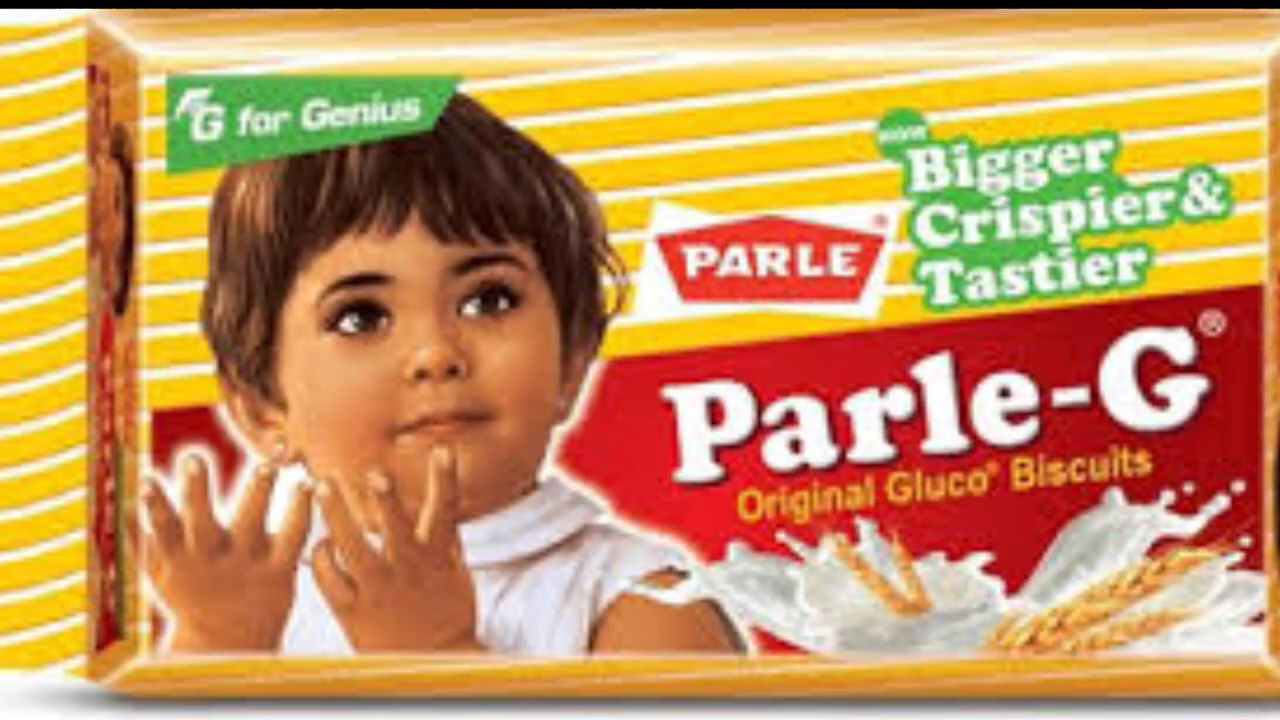 G for Genius
PARLE®
NOW
Bigger
Crispier &
Tastier
Parle-G®
Original Gluco® Biscuits